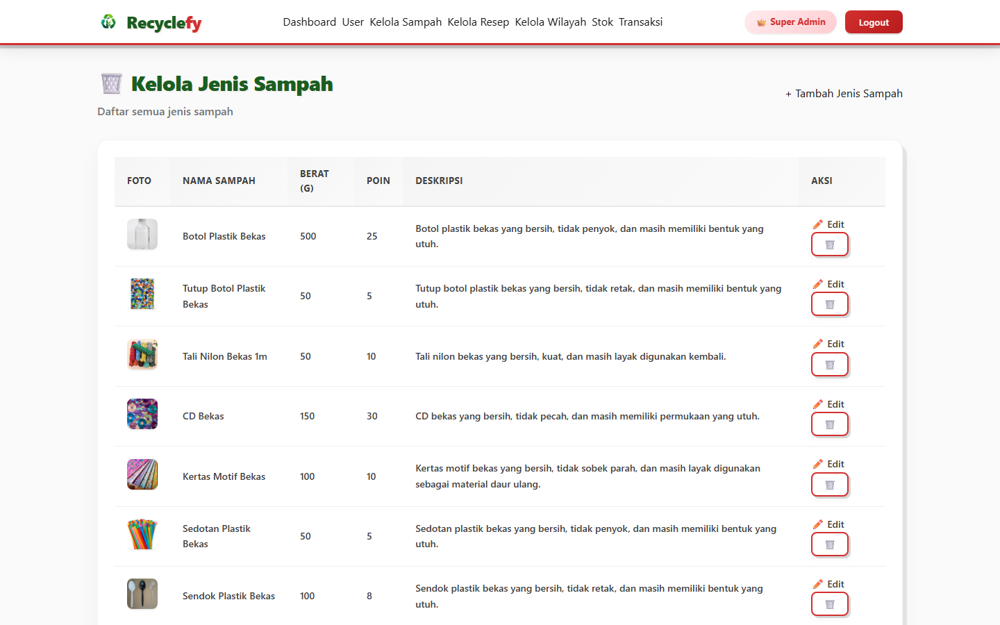 Recyclefy
Dashboard User Kelola Sampah Kelola Resep Kelola Wilayah Stok Transaksi
Super Admin
Logout
Kelola Jenis Sampah
Daftar semua jenis sampah
+ Tambah Jenis Sampah
FOTO NAMA SAMPAH BERAT (G) POIN DESKRIPSI AKSI
Botol Plastik Bekas 500 25 Botol plastik bekas yang bersih, tidak penyok, dan masih memiliki bentuk yang utuh. Edit
Tutup Botol Plastik Bekas 50 5 Tutup botol plastik bekas yang bersih, tidak retak, dan masih memiliki bentuk yang utuh. Edit
Tali Nilon Bekas 1m 50 10 Tali nilon bekas yang bersih, kuat, dan masih layak digunakan kembali. Edit
CD Bekas 150 30 CD bekas yang bersih, tidak pecah, dan masih memiliki permukaan yang utuh. Edit
Kertas Motif Bekas 100 10 Kertas motif bekas yang bersih, tidak sobek parah, dan masih layak digunakan sebagai material daur ulang. Edit
Sedotan Plastik Bekas 50 5 Sedotan plastik bekas yang bersih, tidak penyok, dan masih memiliki bentuk yang utuh. Edit
Sendok Plastik Bekas 100 8 Sendok plastik bekas yang bersih, tidak retak, dan masih memiliki bentuk yang utuh. Edit